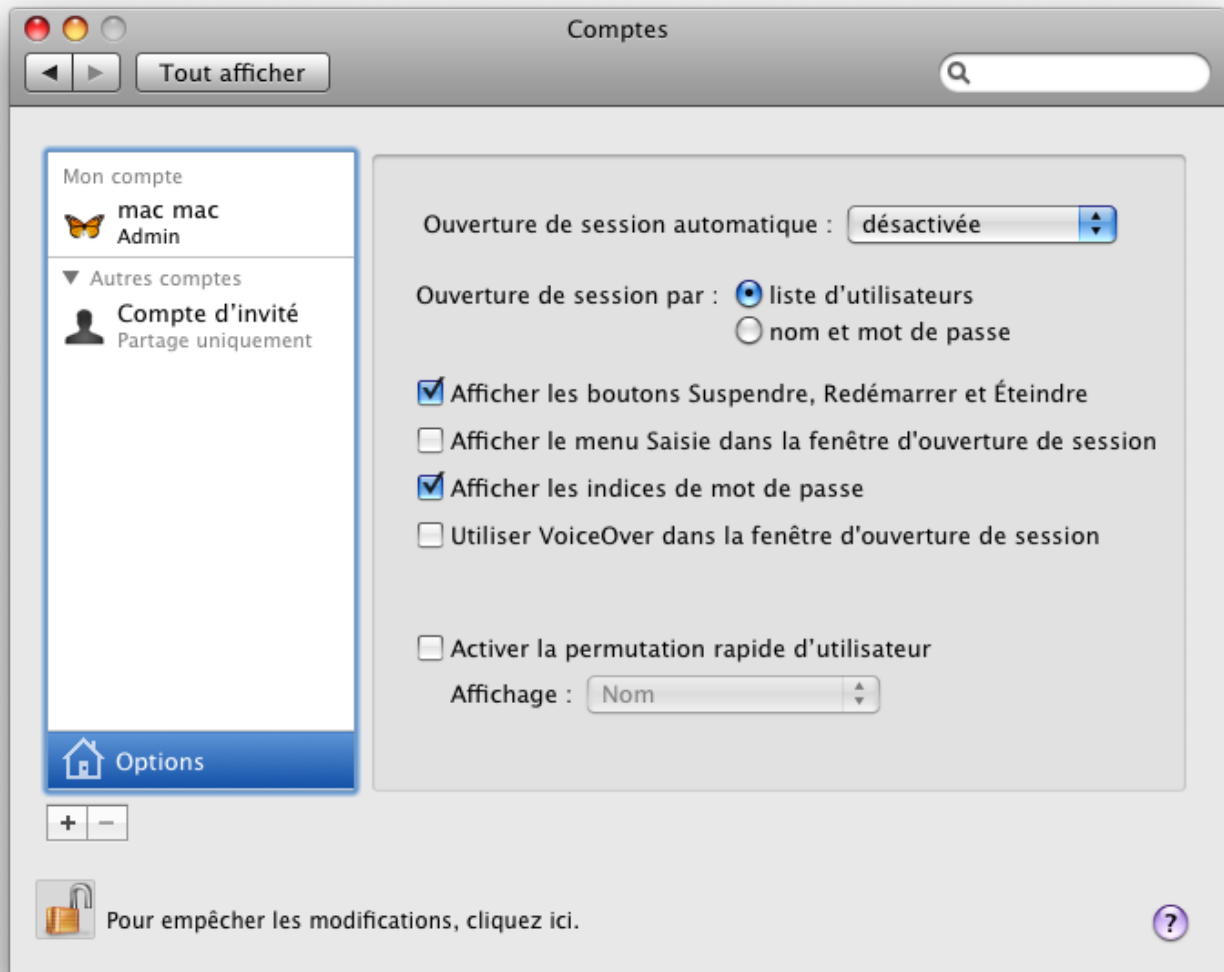 Comptes
Tout afficher
Mon compte
mac mac
Admin
Autres comptes
Compte d’invité
Partage uniquement
Options
Ouverture de session automatique : désactivée
Ouverture de session par : liste d’utilisateurs
nom et mot de passe
Afficher les boutons Suspendre, Redémarrer et Éteindre
Afficher le menu Saisie dans la fenêtre d'ouverture de session
Afficher les indices de mot de passe
Utiliser VoiceOver dans la fenêtre d'ouverture de session
Activer la permutation rapide d’utilisateur
Affichage : Nom
Pour empêcher les modifications, cliquez ici.
?